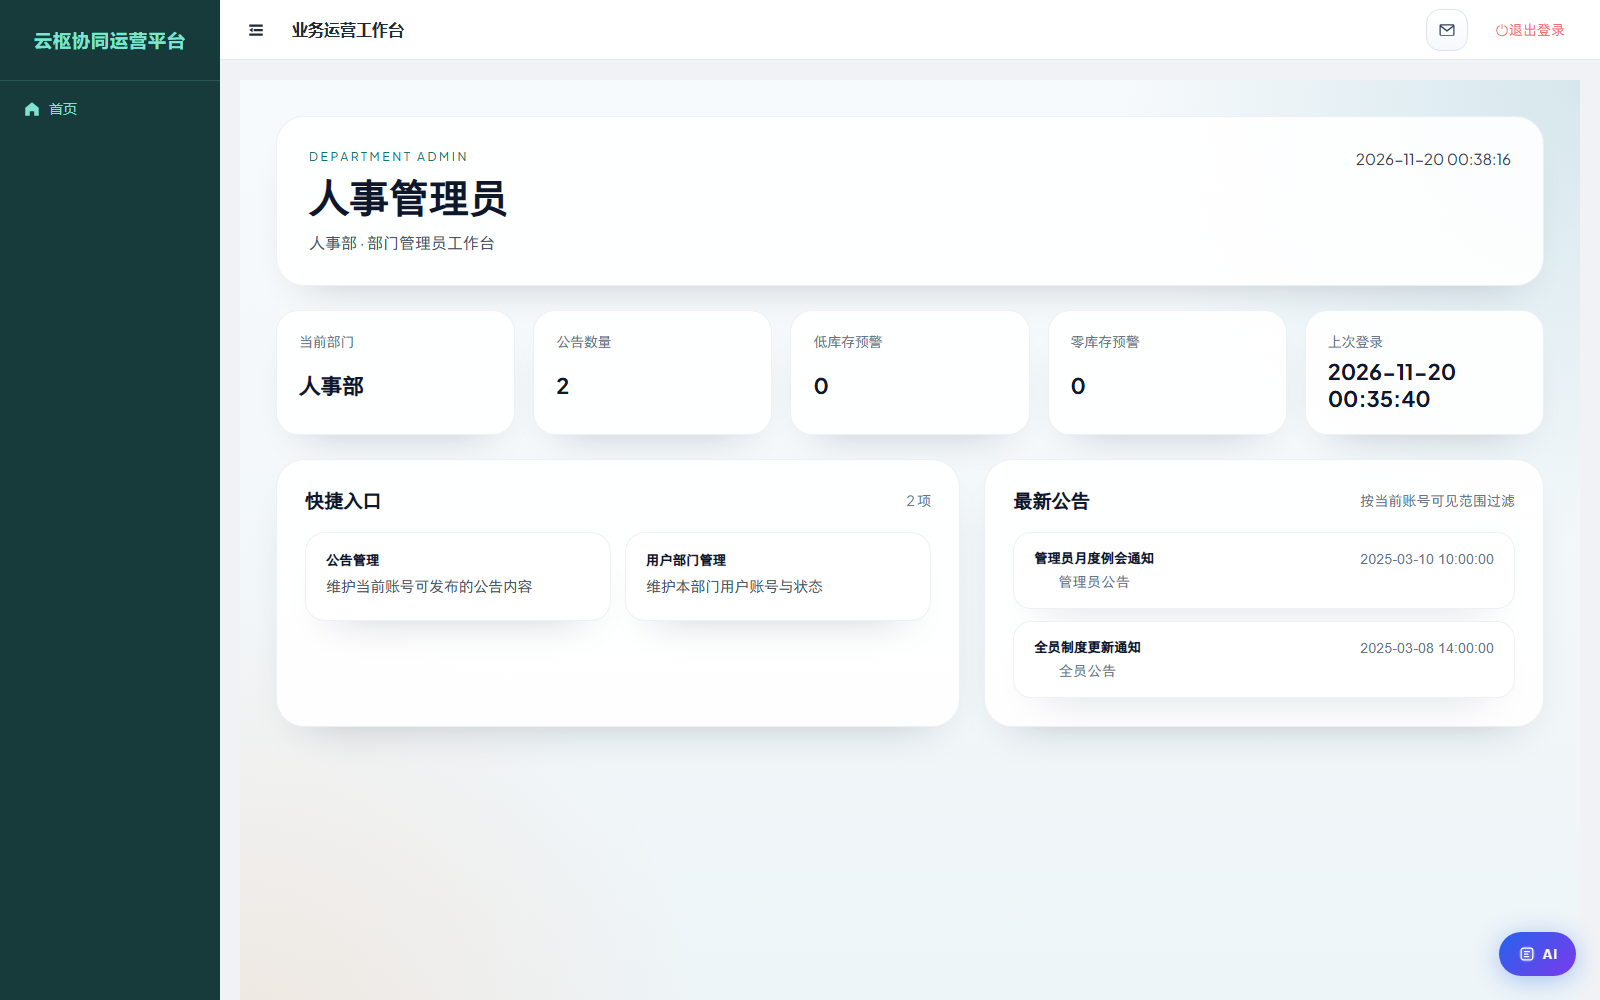 云枢协同运营平台
首页
业务运营工作台
退出登录
DEPARTMENT ADMIN
2026-11-20 00:38:16
人事管理员
人事部 · 部门管理员工作台
当前部门
人事部
公告数量
2
低库存预警
0
零库存预警
0
上次登录
2026-11-20
00:35:40
快捷入口
2 项
公告管理
维护当前账号可发布的公告内容
用户部门管理
维护本部门用户账号与状态
最新公告
按当前账号可见范围过滤
管理员月度例会通知
2025-03-10 10:00:00
管理员公告
全员制度更新通知
2025-03-08 14:00:00
全员公告
AI